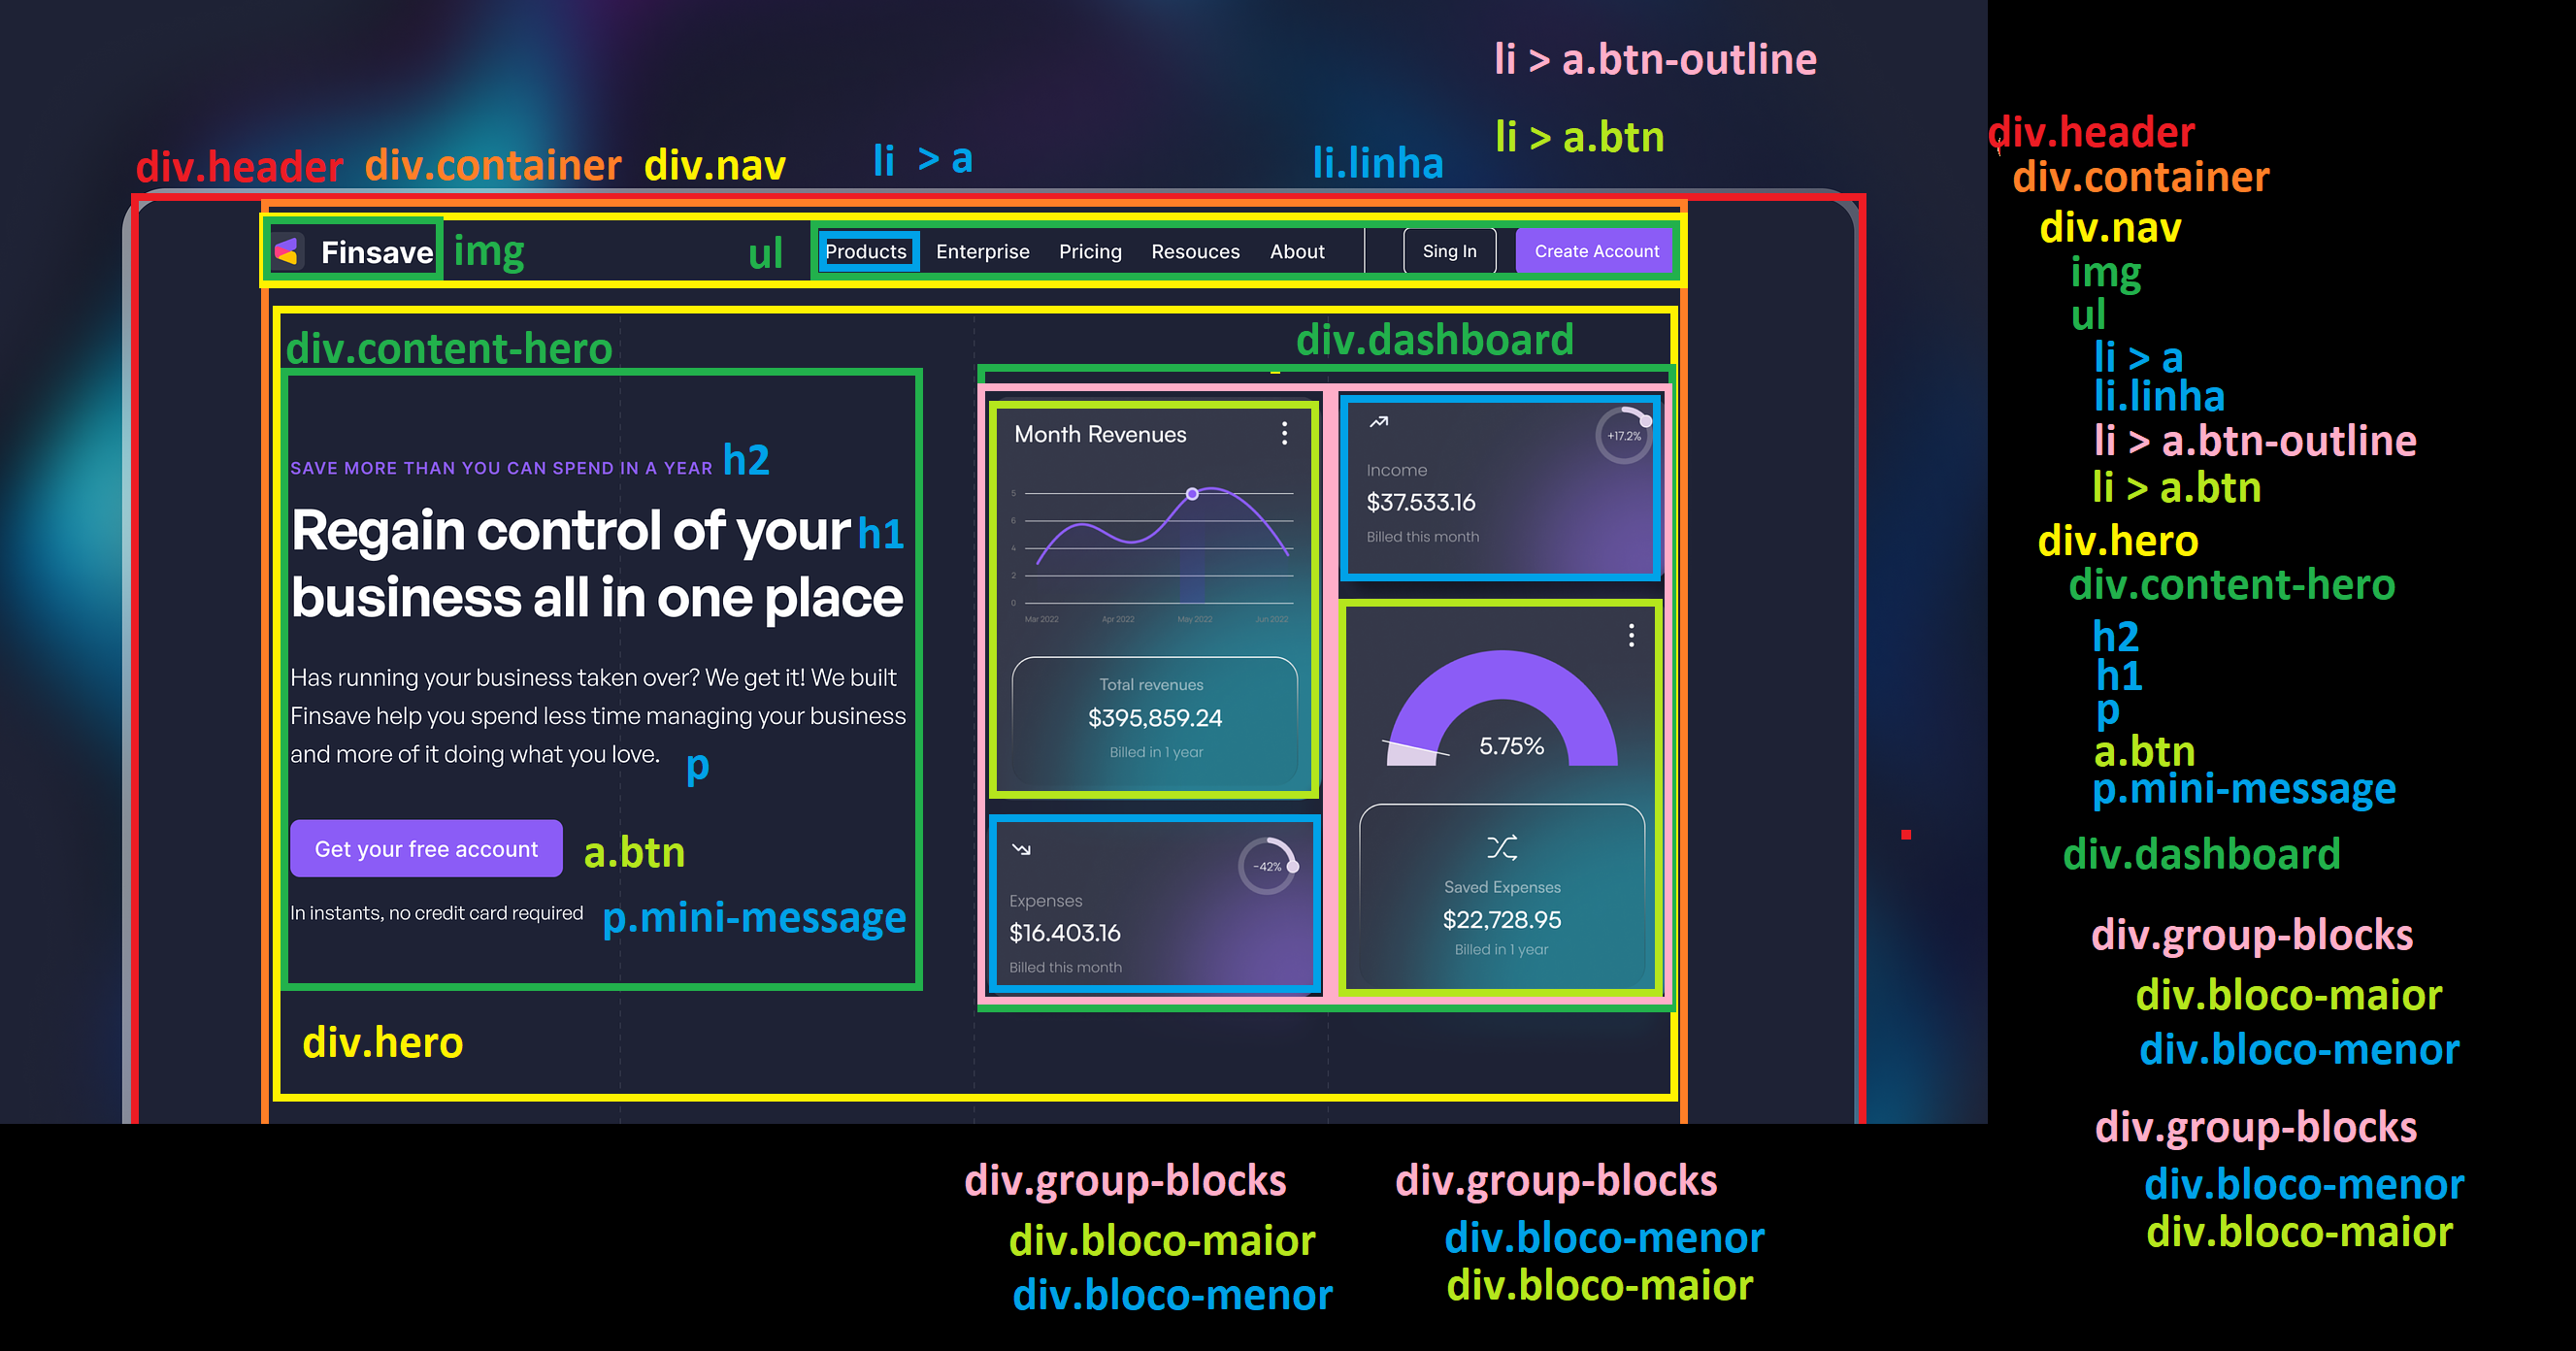 li > a.btn-outline
li > a.btn
div.header div.container div.nav li > a li.linha
Finsave img ul Products Enterprise Pricing Resouces About Sing In Create Account
div.content-hero
SAVE MORE THAN YOU CAN SPEND IN A YEAR h2
Regain control of your h1
business all in one place
Has running your business taken over? We get it! We built
Finsave help you spend less time managing your business
and more of it doing what you love.
p
Get your free account a.btn
In instants, no credit card required p.mini-message
div.hero
div.dashboard
Month Revenues
5
6
4
2
0
Mar 2022 Apr 2022 May 2022 Jun 2022
Total revenues
$395,859.24
Billed in 1 year
-42%
Expenses
$16.403.16
Billed this month
+17.2%
Income
$37.533.16
Billed this month
5.75%
Saved Expenses
$22,728.95
Billed in 1 year
div.group-blocks
div.bloco-maior
div.bloco-menor
div.group-blocks
div.bloco-menor
div.bloco-maior
div.header
div.container
div.nav
img
ul
li > a
li.linha
li > a.btn-outline
li > a.btn
div.hero
div.content-hero
h2
h1
p
a.btn
p.mini-message
div.dashboard
div.group-blocks
div.bloco-maior
div.bloco-menor
div.group-blocks
div.bloco-menor
div.bloco-maior